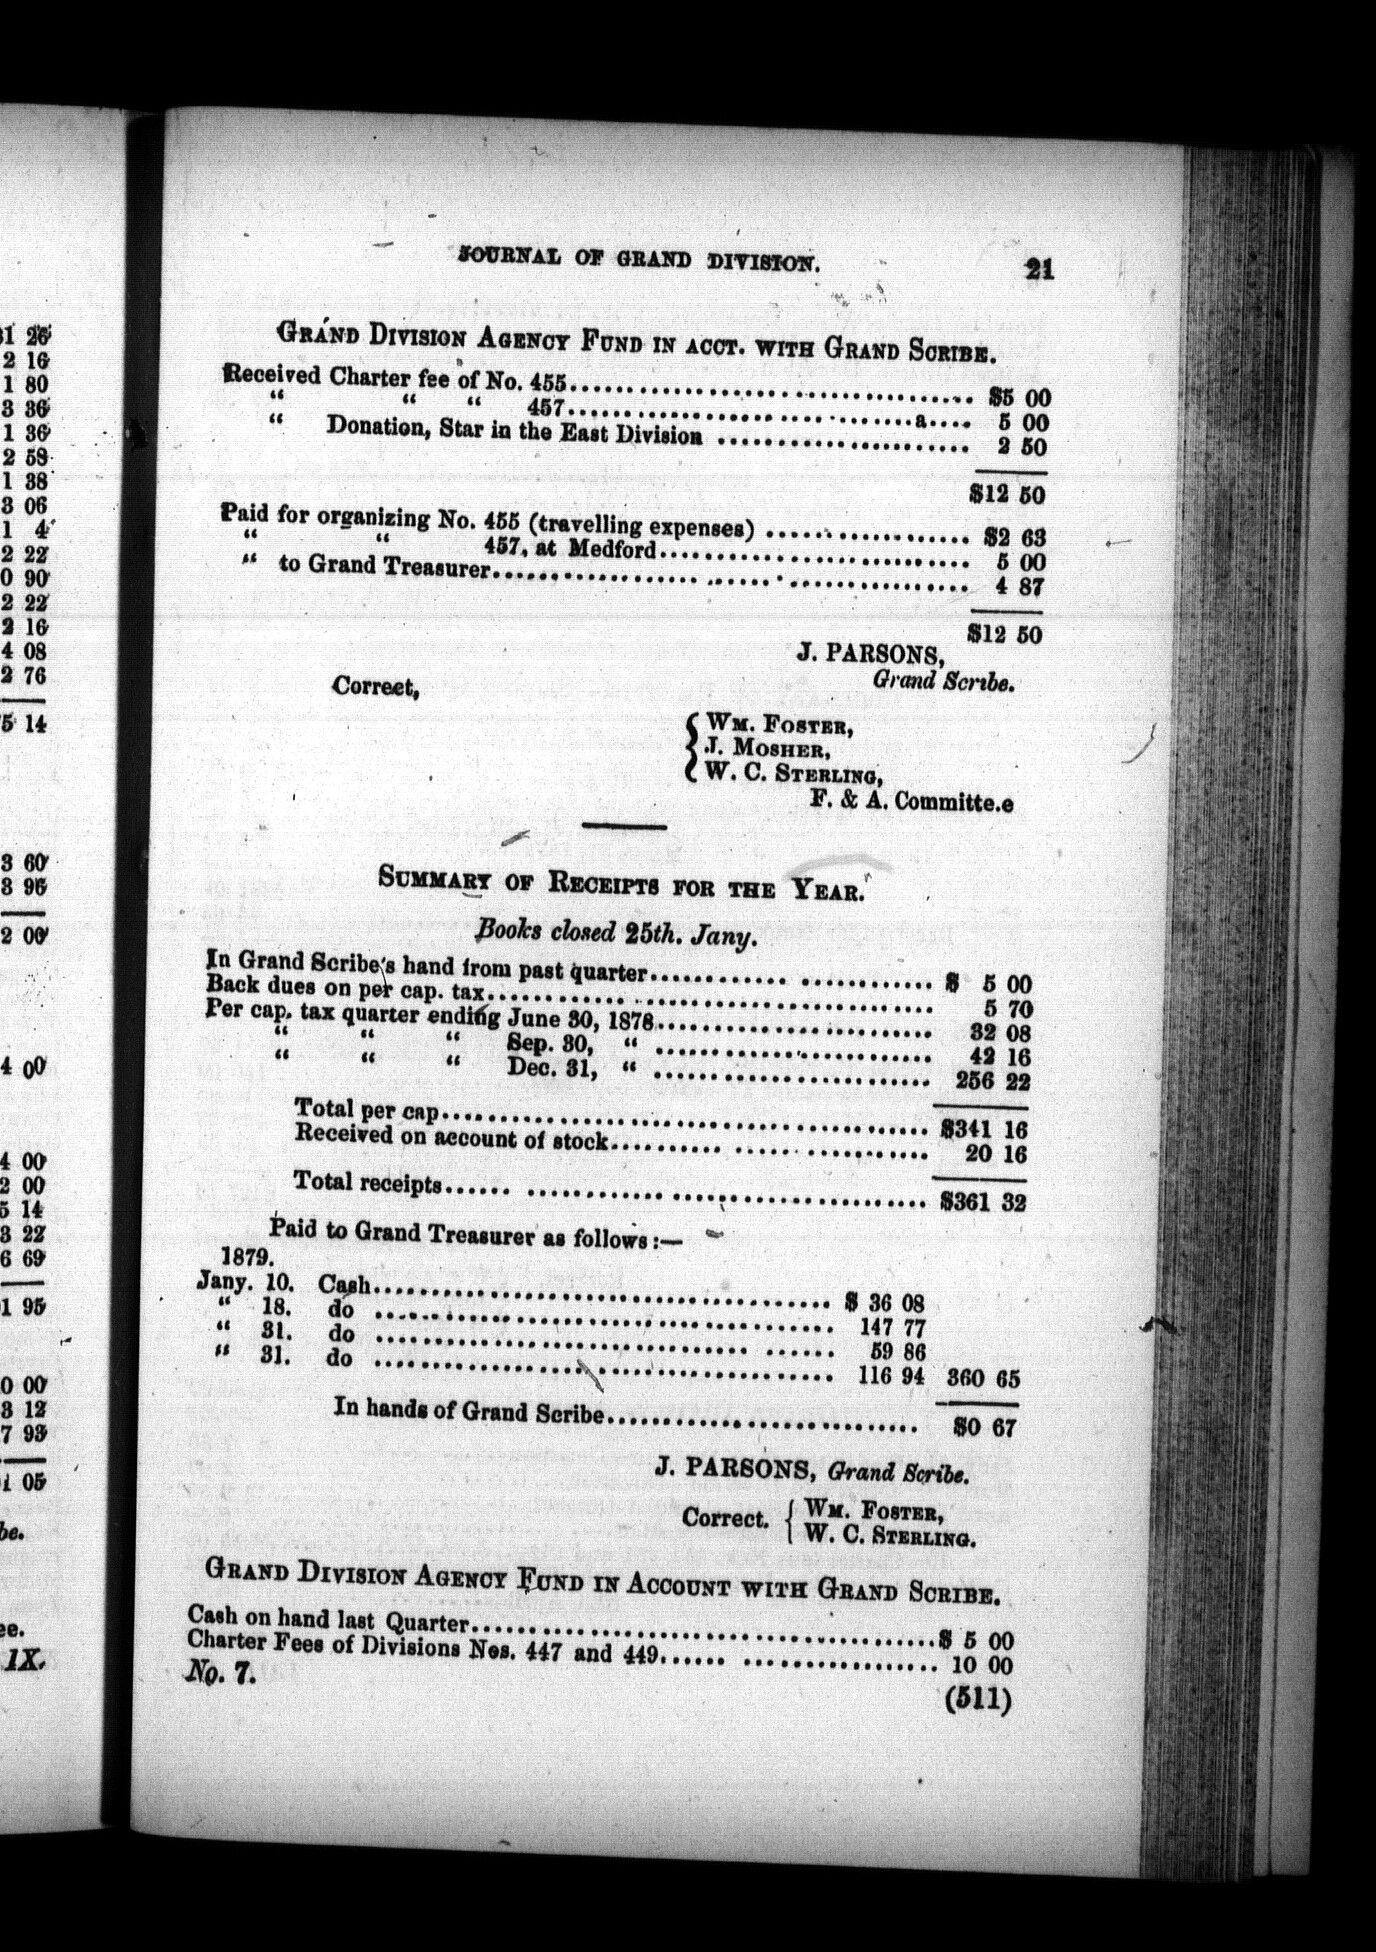 JOURNAL OF GRAND DIVISION. 21
GRAND DIVISION AGENCY FUND IN ACCT. WITH GRAND SCRIBE.
Received Charter fee of No. 455........ $5 00
“ “ “ 457........a.... 5 00
“ Donation, Star in the East Division ........ 2 50
$12 50
Paid for organizing No. 455 (travelling expenses) ........ $2 63
“ “ 457, at Medford........ 5 00
“ to Grand Treasurer........ 4 87
$12 50
J. PARSONS,
Grand Scribe.
Correct,
WM. FOSTER,
J. MOSHER,
W. C. STERLING,
F. & A. Committe.e
SUMMARY OF RECEIPTS FOR THE YEAR.
Books closed 25th. Jany.
In Grand Scribe's hand from past quarter........ $ 5 00
Back dues on per cap. tax........ 5 70
Per cap. tax quarter ending June 30, 1878........ 32 08
“ “ “ Sep. 30, “ ........ 42 16
“ “ “ Dec. 31, “ ........ 256 22
Total per cap........ $341 16
Received on account of stock........ 20 16
Total receipts........ $361 32
Paid to Grand Treasurer as follows :—
1879.
Jany. 10. Cash........ $ 36 08
“ 18. do ........ 147 77
“ 31. do ........ 59 86
“ 31. do ........ 116 94 360 65
In hands of Grand Scribe........ $0 67
J. PARSONS, Grand Scribe.
Correct. { WM. FOSTER,
W. C. STERLING.
GRAND DIVISION AGENCY FUND IN ACCOUNT WITH GRAND SCRIBE.
Cash on hand last Quarter........ $ 5 00
Charter Fees of Divisions Nos. 447 and 449........ 10 00
No. 7.
(511)